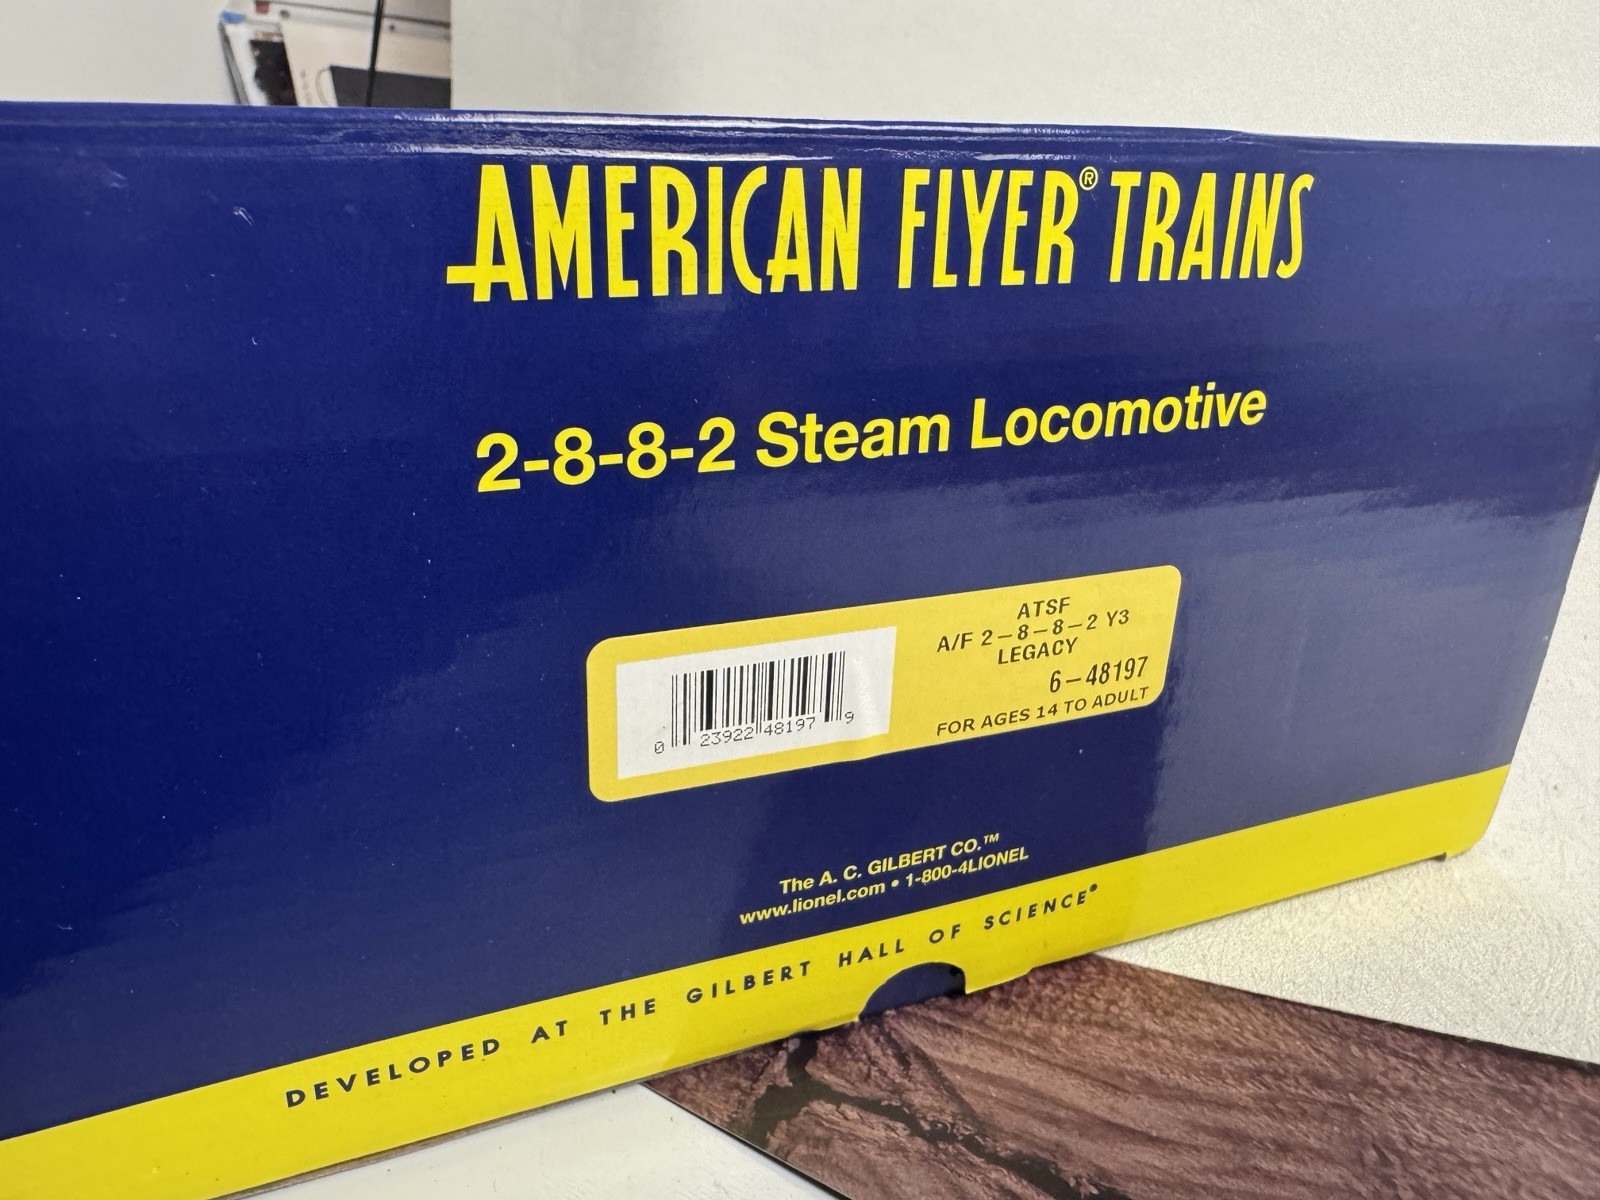 AMERICAN FLYER® TRAINS
2-8-8-2 Steam Locomotive
ATSF
A/F 2-8-8-2 Y3
LEGACY
6-48197
FOR AGES 14 TO ADULT
0 23922 48197 9
The A. C. GILBERT CO.™
www.lionel.com • 1-800-4LIONEL
DEVELOPED AT THE GILBERT HALL OF SCIENCE®